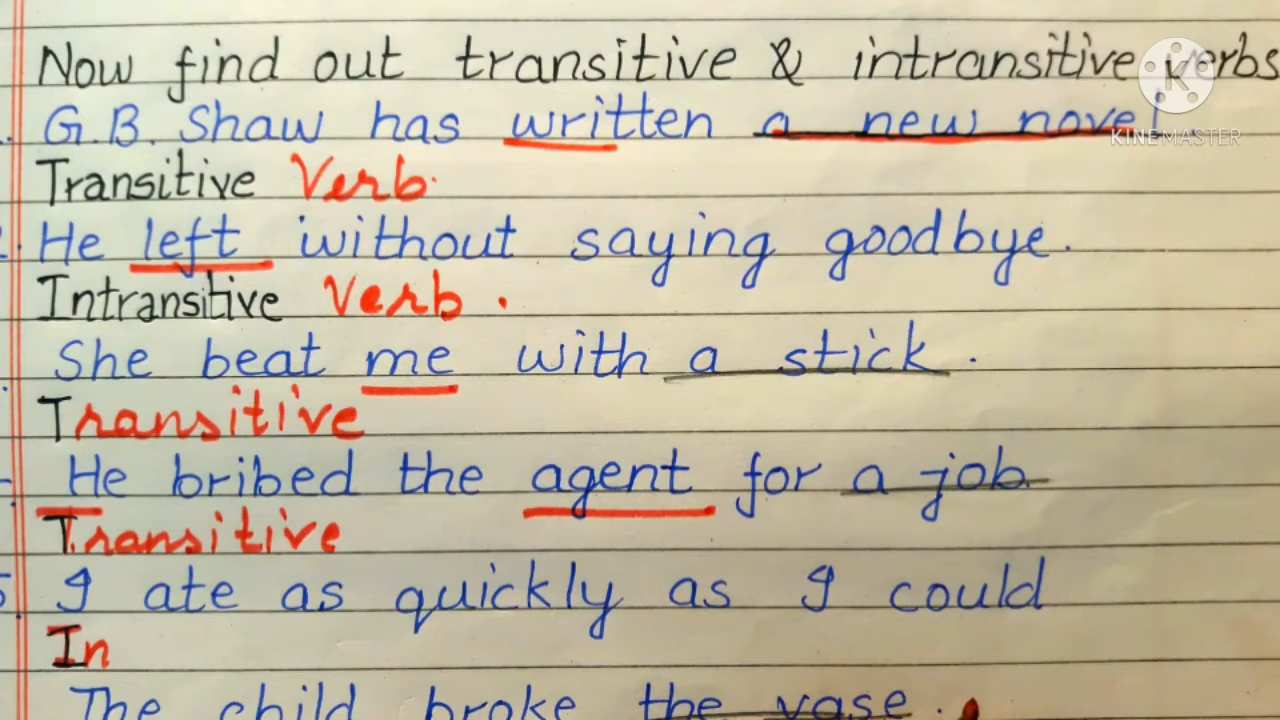 Now find out transitive & intransitive verbs
G.B. Shaw has written a new novel.
Transitive Verb.
He left without saying goodbye.
Intransitive Verb.
She beat me with a stick.
Transitive
He bribed the agent for a job.
Transitive
5. I ate as quickly as I could
In
The child broke the vase.
KINEMASTER